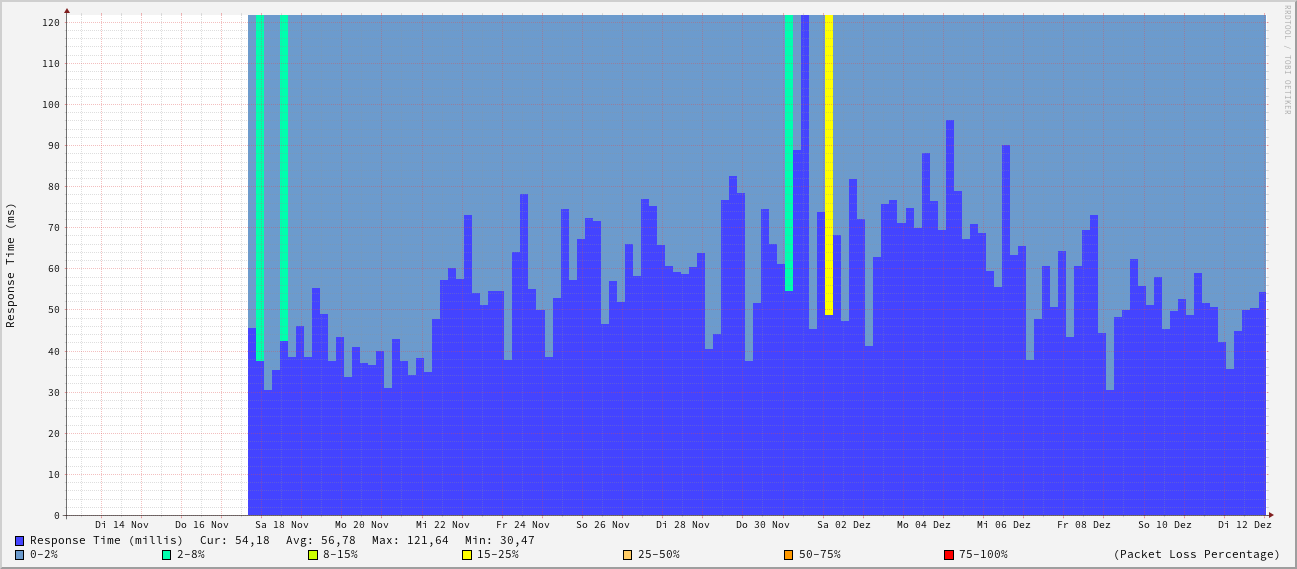 RRDTOOL / TOBI OETIKER
Response Time (ms)
120
110
100
90
80
70
60
50
40
30
20
10
0
Di 14 Nov Do 16 Nov Sa 18 Nov Mo 20 Nov Mi 22 Nov Fr 24 Nov So 26 Nov Di 28 Nov Do 30 Nov Sa 02 Dez Mo 04 Dez Mi 06 Dez Fr 08 Dez So 10 Dez Di 12 Dez
Response Time (millis) Cur: 54,18 Avg: 56,78 Max: 121,64 Min: 30,47
0-2% 2-8% 8-15% 15-25% 25-50% 50-75% 75-100% (Packet Loss Percentage)